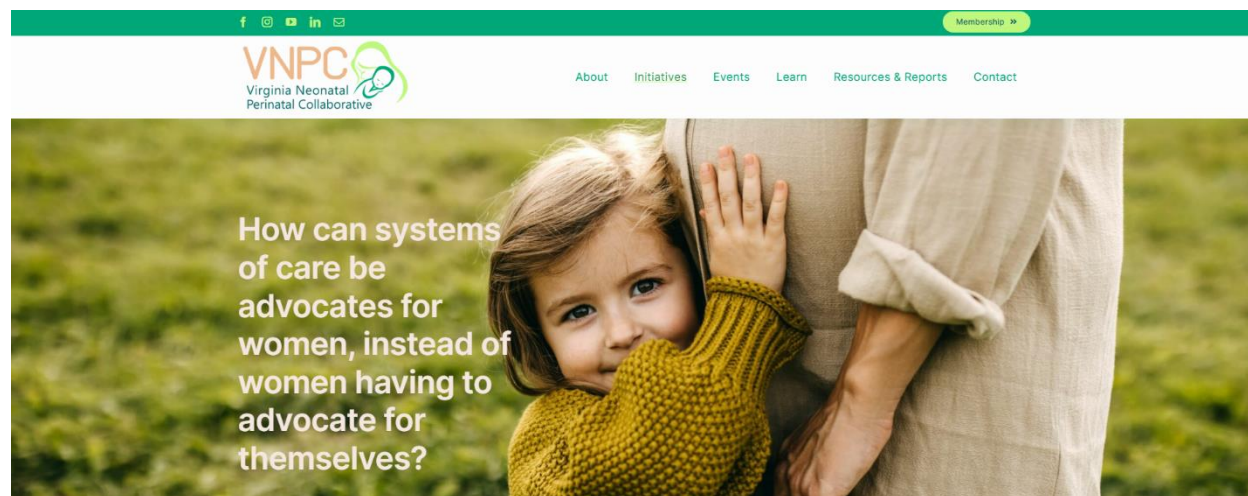 Membership »
VNPC
Virginia Neonatal
Perinatal Collaborative
About Initiatives Events Learn Resources & Reports Contact
How can systems
of care be
advocates for
women, instead of
women having to
advocate for
themselves?